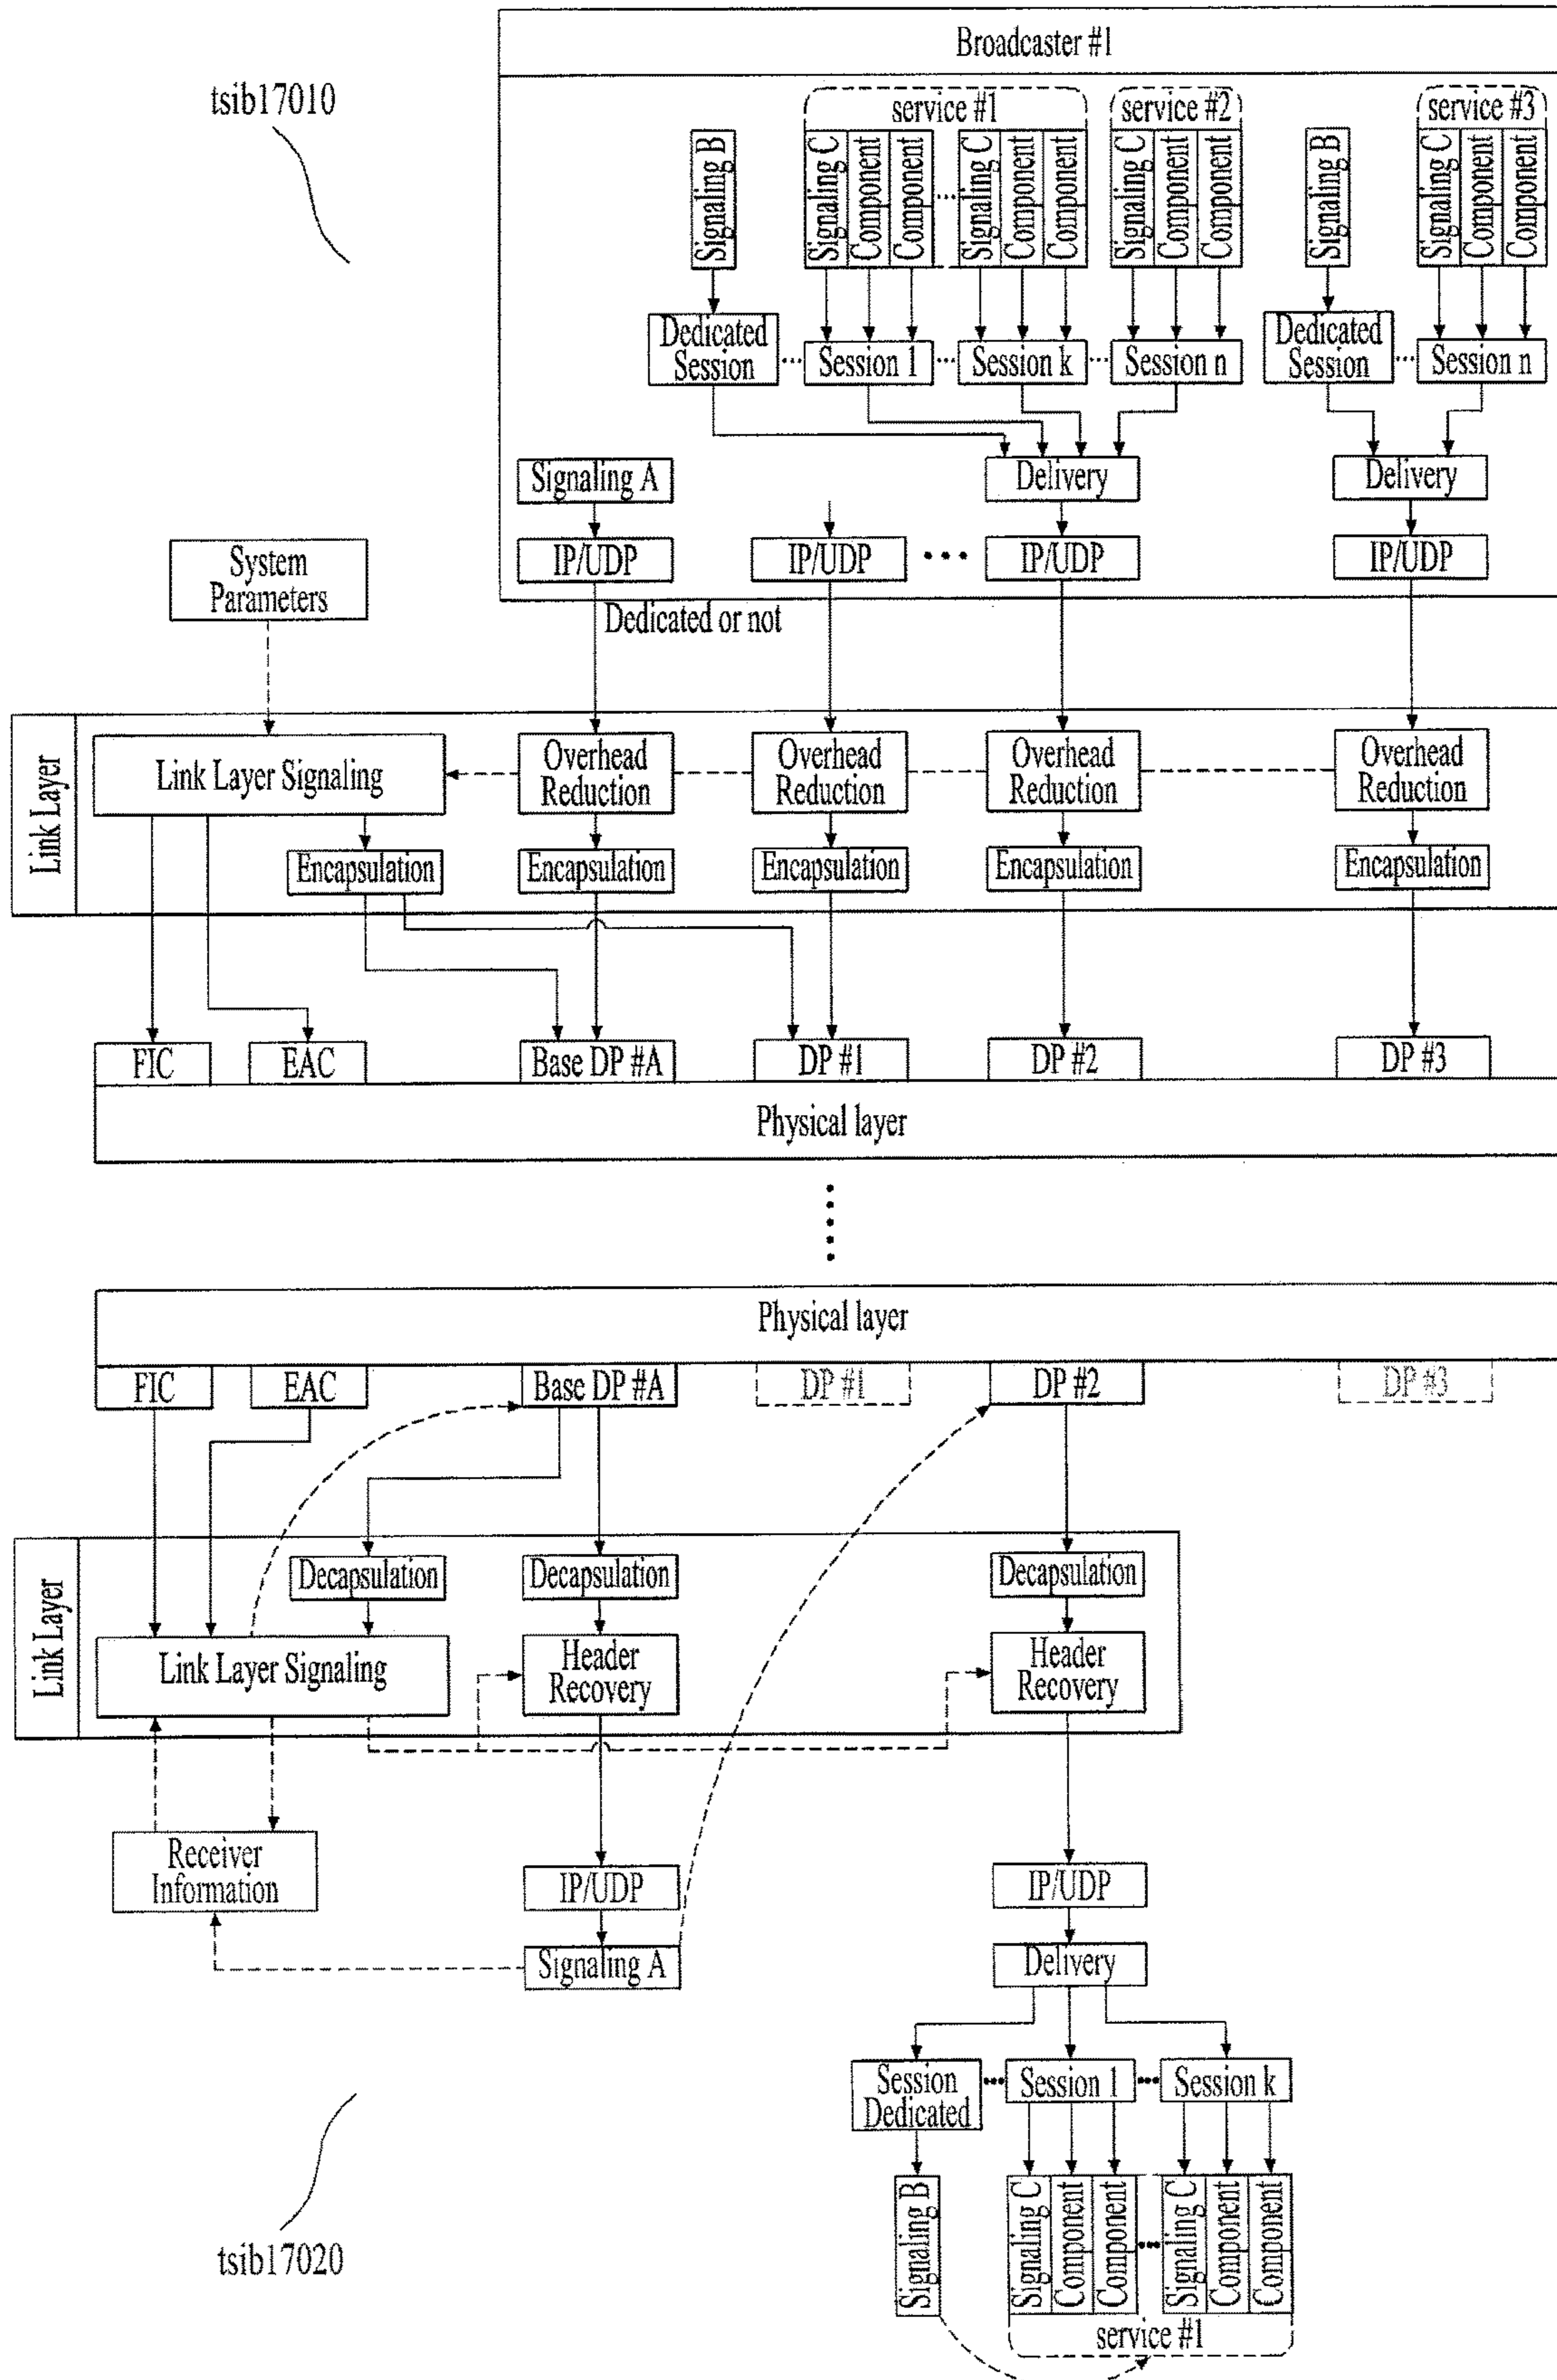 Broadcaster #1
tsib17010
service #1
service #2
service #3
Signaling B
Signaling C
Component
Component
...
Signaling C
Component
Component
Signaling C
Component
Component
Signaling B
Signaling C
Component
Component
Dedicated
Session
...
Session 1
...
Session k
...
Session n
Dedicated
Session
...
Session n
Signaling A
Delivery
Delivery
System
Parameters
IP/UDP
IP/UDP
...
IP/UDP
IP/UDP
Dedicated or not
Link Layer
Link Layer Signaling
Overhead
Reduction
Overhead
Reduction
Overhead
Reduction
Overhead
Reduction
Encapsulation
Encapsulation
Encapsulation
Encapsulation
Encapsulation
FIC
EAC
Base DP #A
DP #1
DP #2
DP #3
Physical layer
Physical layer
FIC
EAC
Base DP #A
DP #1
DP #2
DP #3
Link Layer
Decapsulation
Decapsulation
Decapsulation
Link Layer Signaling
Header
Recovery
Header
Recovery
Receiver
Information
IP/UDP
IP/UDP
Signaling A
Delivery
Session
Dedicated
...
Session 1
...
Session k
tsib17020
Signaling B
Signaling C
Component
Component
...
Signaling C
Component
Component
service #1